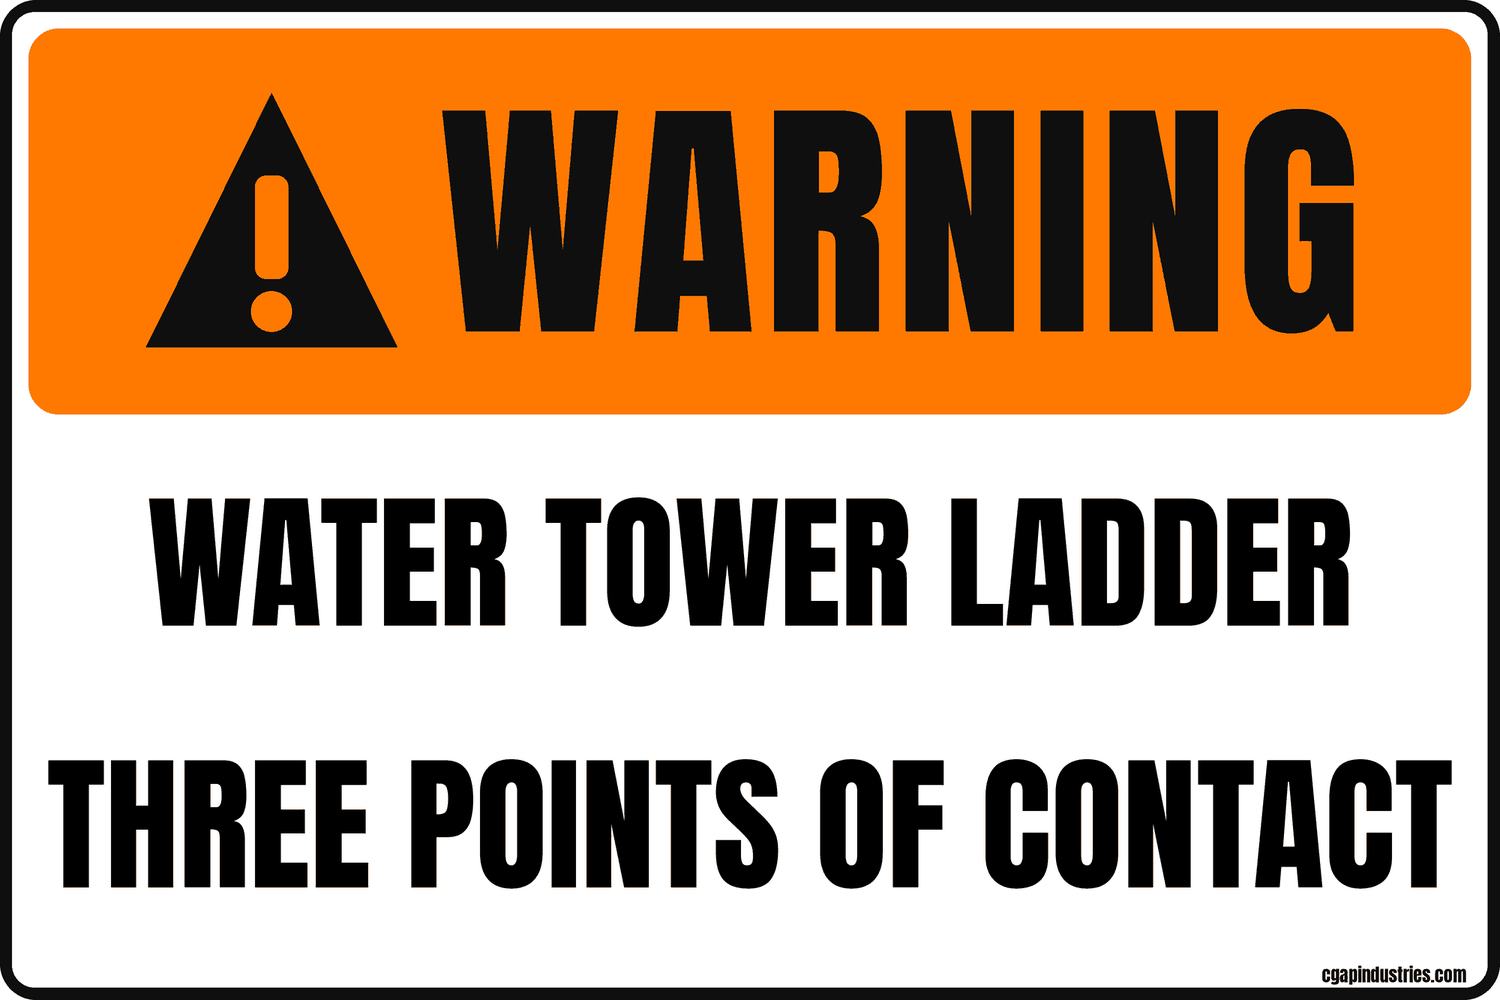 WARNING
WATER TOWER LADDER
THREE POINTS OF CONTACT
cgapindustries.com